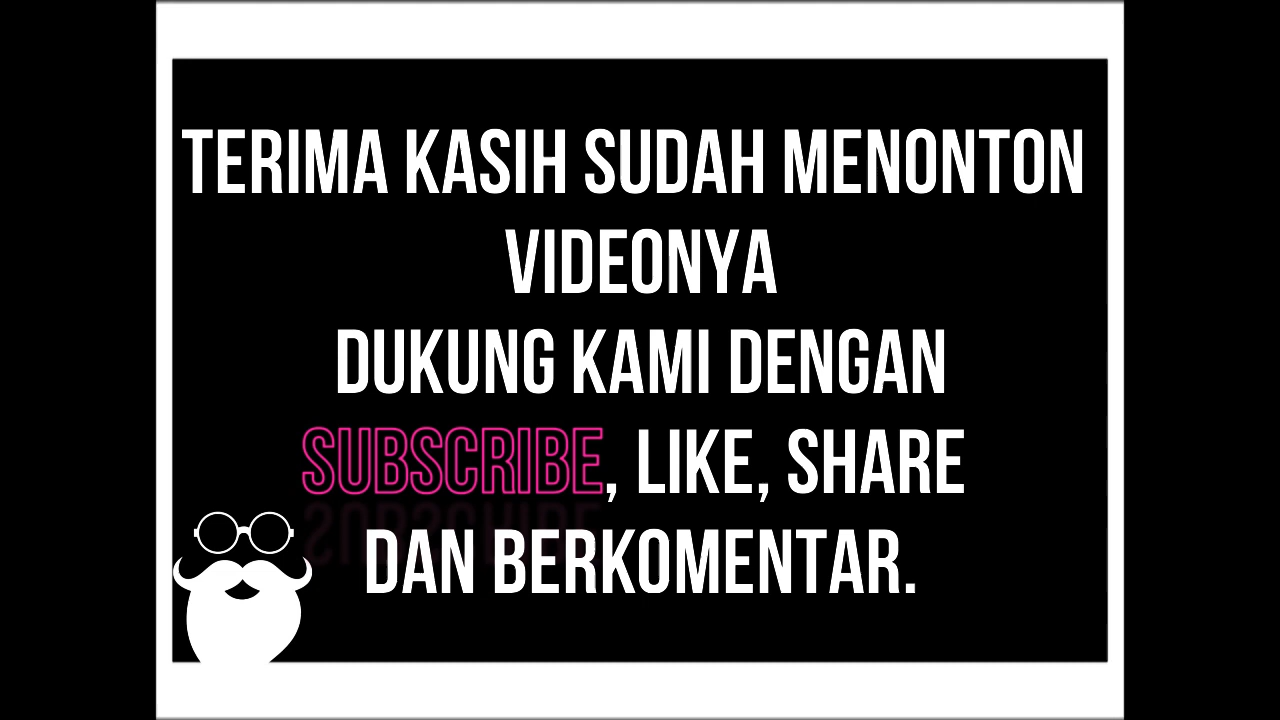 TERIMA KASIH SUDAH MENONTON
VIDEONYA
DUKUNG KAMI DENGAN
SUBSCRIBE, LIKE, SHARE
DAN BERKOMENTAR.